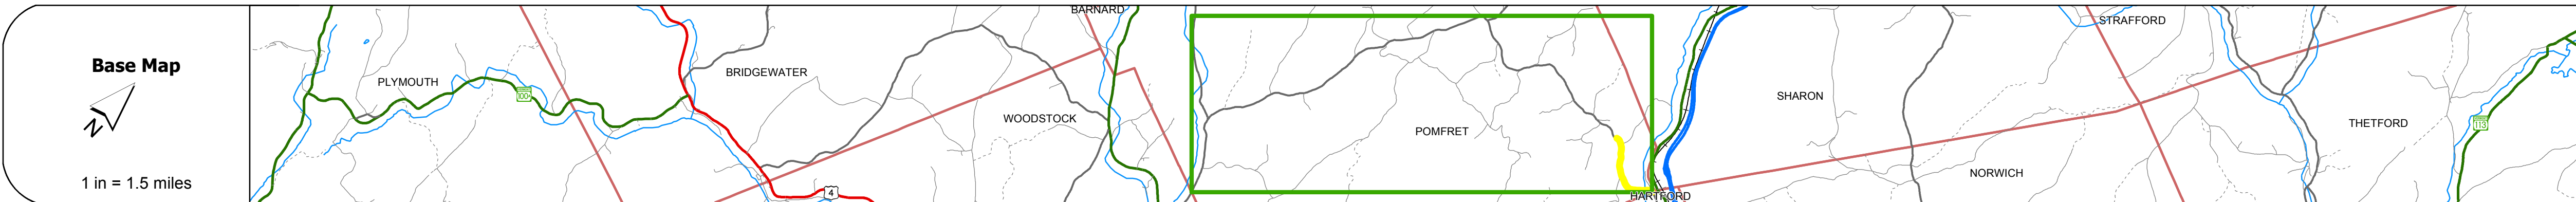 Base Map
N
1 in = 1.5 miles
PLYMOUTH
100
BRIDGEWATER
4
BARNARD
WOODSTOCK
POMFRET
HARTFORD
SHARON
STRAFFORD
NORWICH
THETFORD
113